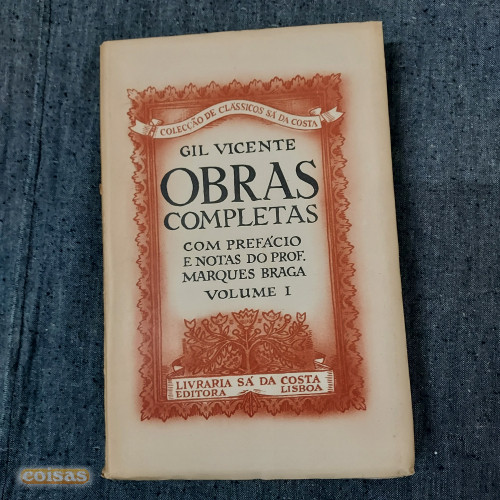 COLECÇÃO DE CLÁSSICOS SÁ DA COSTA
GIL VICENTE
OBRAS
COMPLETAS
COM PREFÁCIO
E NOTAS DO PROF.
MARQUES BRAGA
VOLUME I
LIVRARIA SÁ DA COSTA
EDITORA LISBOA
coisas